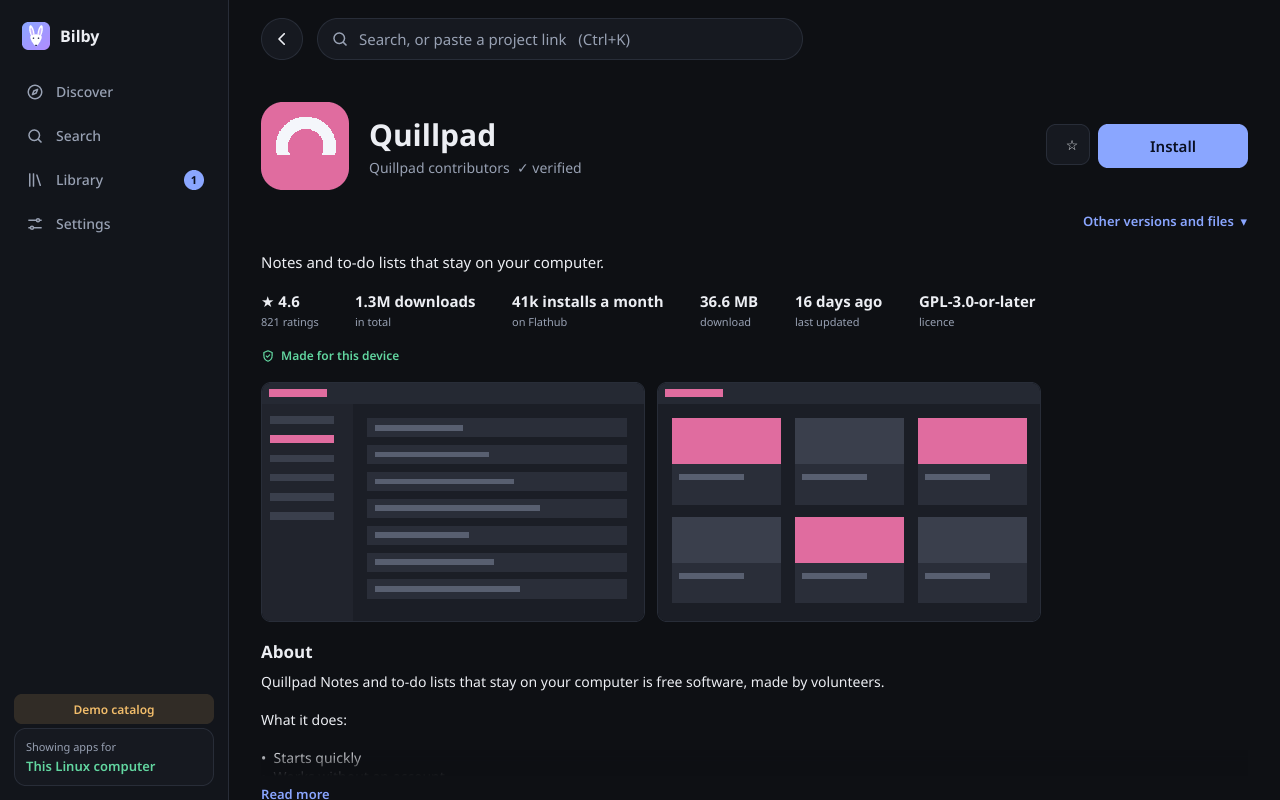 Bilby
Discover
Search
Library 1
Settings
Demo catalog
Showing apps for
This Linux computer
Search, or paste a project link (Ctrl+K)
Quillpad
Quillpad contributors ✓ verified
☆
Install
Other versions and files ▾
Notes and to-do lists that stay on your computer.
★ 4.6
821 ratings
1.3M downloads
in total
41k installs a month
on Flathub
36.6 MB
download
16 days ago
last updated
GPL-3.0-or-later
licence
Made for this device
About
Quillpad Notes and to-do lists that stay on your computer is free software, made by volunteers.
What it does:
• Starts quickly
Read more